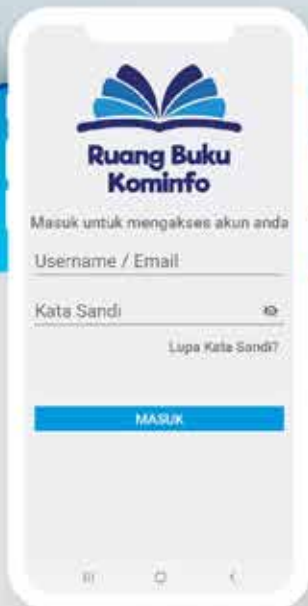 Ruang Buku
Kominfo
Masuk untuk mengakses akun anda
Username / Email
Kata Sandi
Lupa Kata Sandi?
MASUK